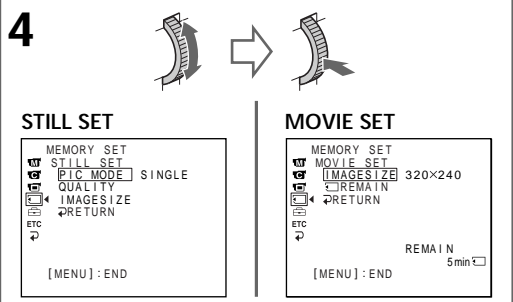 4
STILL SET
MEMORY SET
STILL SET
PIC MODE SINGLE
QUALITY
IMAGESIZE
RETURN
ETC
[MENU] : END
MOVIE SET
MEMORY SET
MOVIE SET
IMAGESIZE 320×240
REMAIN
RETURN
ETC
REMAIN
5min
[MENU] : END